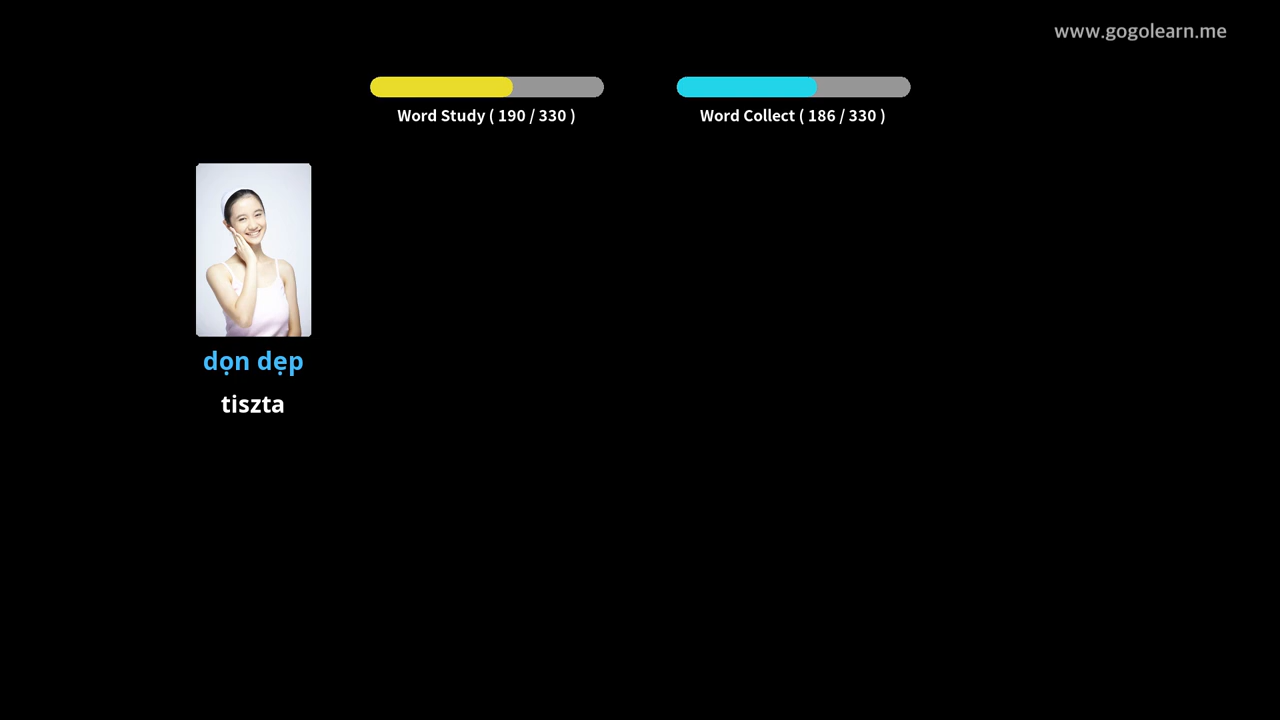 www.gogolearn.me
Word Study ( 190 / 330 )
Word Collect ( 186 / 330 )
dọn dẹp
tiszta